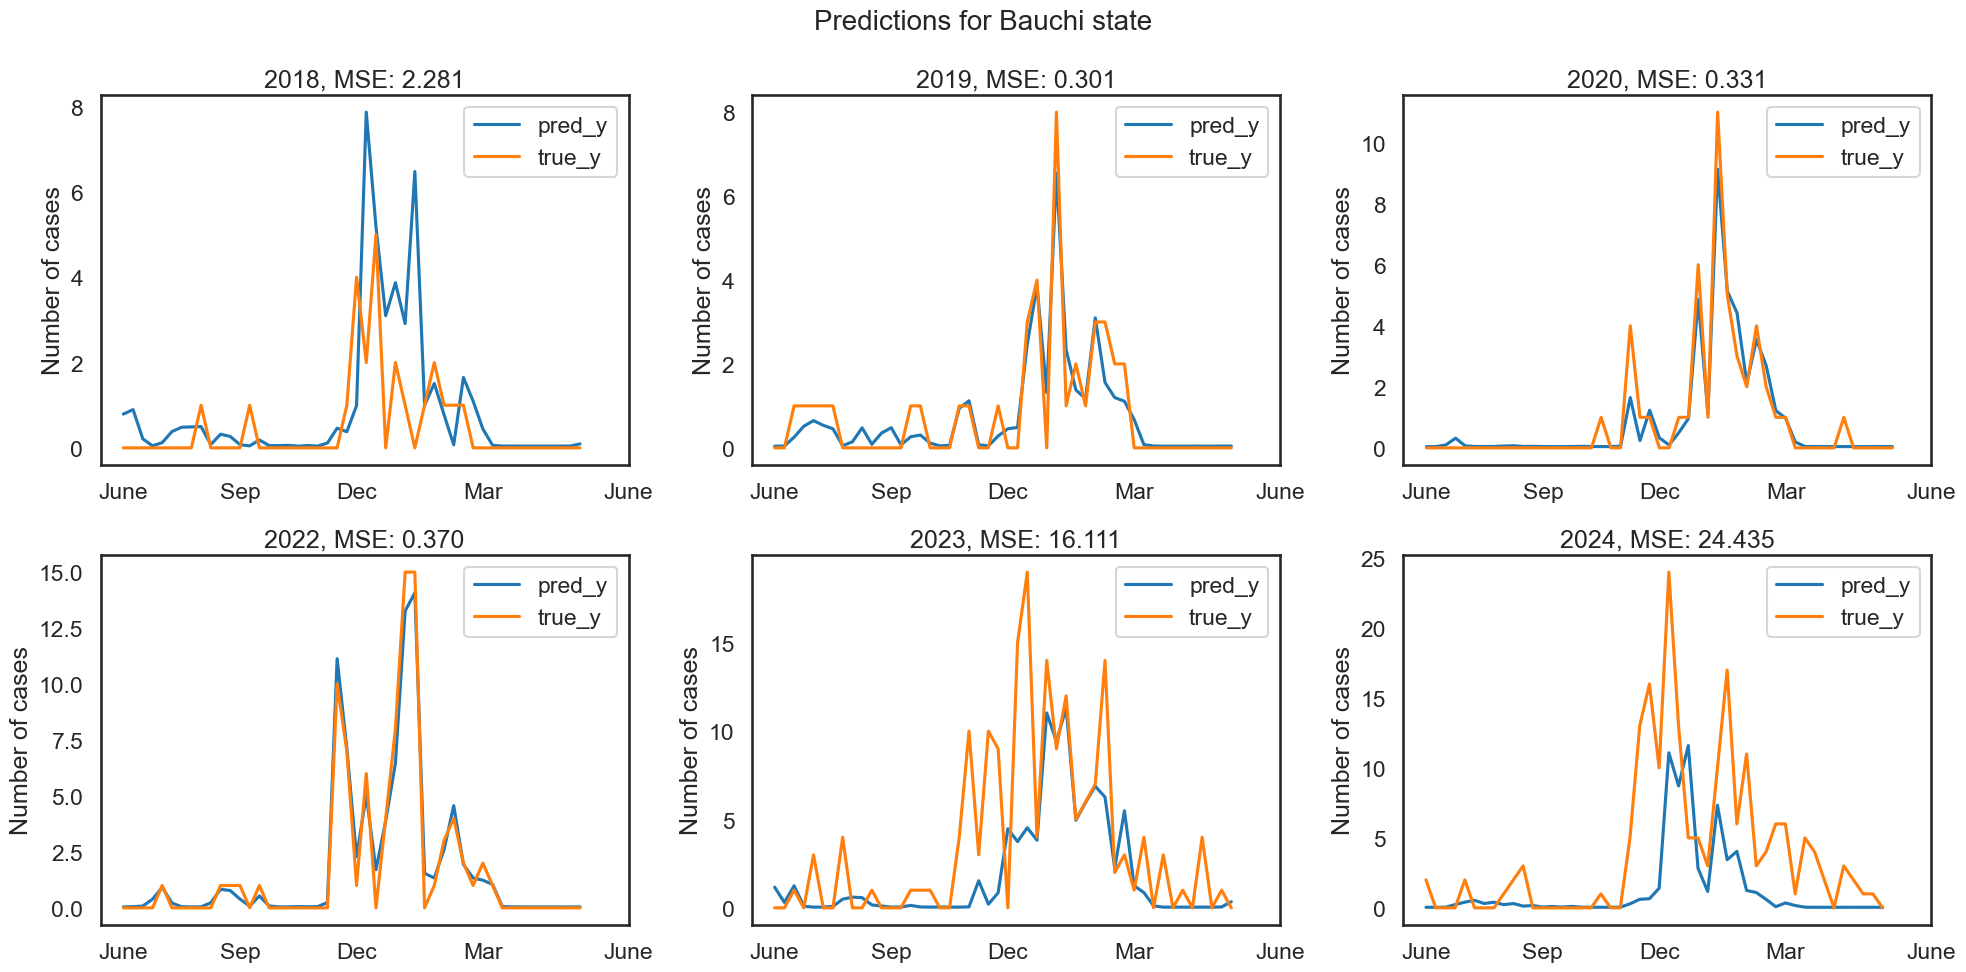 Predictions for Bauchi state
2018, MSE: 2.281
Number of cases
8
6
4
2
0
pred_y
true_y
June Sep Dec Mar June
2019, MSE: 0.301
Number of cases
8
6
4
2
0
pred_y
true_y
June Sep Dec Mar June
2020, MSE: 0.331
Number of cases
10
8
6
4
2
0
pred_y
true_y
June Sep Dec Mar June
2022, MSE: 0.370
Number of cases
15.0
12.5
10.0
7.5
5.0
2.5
0.0
pred_y
true_y
June Sep Dec Mar June
2023, MSE: 16.111
Number of cases
15
10
5
0
pred_y
true_y
June Sep Dec Mar June
2024, MSE: 24.435
Number of cases
25
20
15
10
5
0
pred_y
true_y
June Sep Dec Mar June